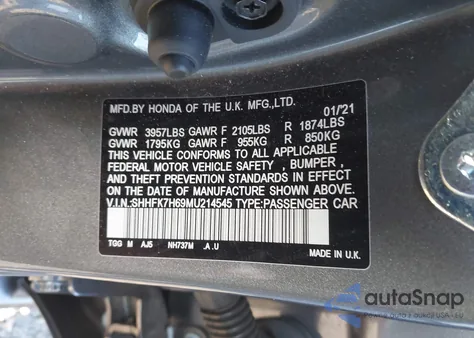 MFD.BY HONDA OF THE U.K. MFG.,LTD.
01/'21
GVWR 3957LBS GAWR F 2105LBS R 1874LBS
GVWR 1795KG GAWR F 955KG R 850KG
THIS VEHICLE CONFORMS TO ALL APPLICABLE
FEDERAL MOTOR VEHICLE SAFETY , BUMPER ,
AND THEFT PREVENTION STANDARDS IN EFFECT
ON THE DATE OF MANUFACTURE SHOWN ABOVE.
V.I.N.:SHHFK7H69MU214545 TYPE:PASSENGER CAR
TGG M AJ5 NH737M .A .U
MADE IN U.K.
autoSnap